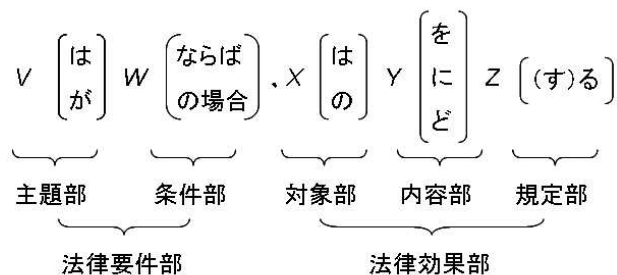 V は が W ならば の場合 、X は の Y を に ど Z (す)る
主題部 条件部 対象部 内容部 規定部
法律要件部 法律効果部